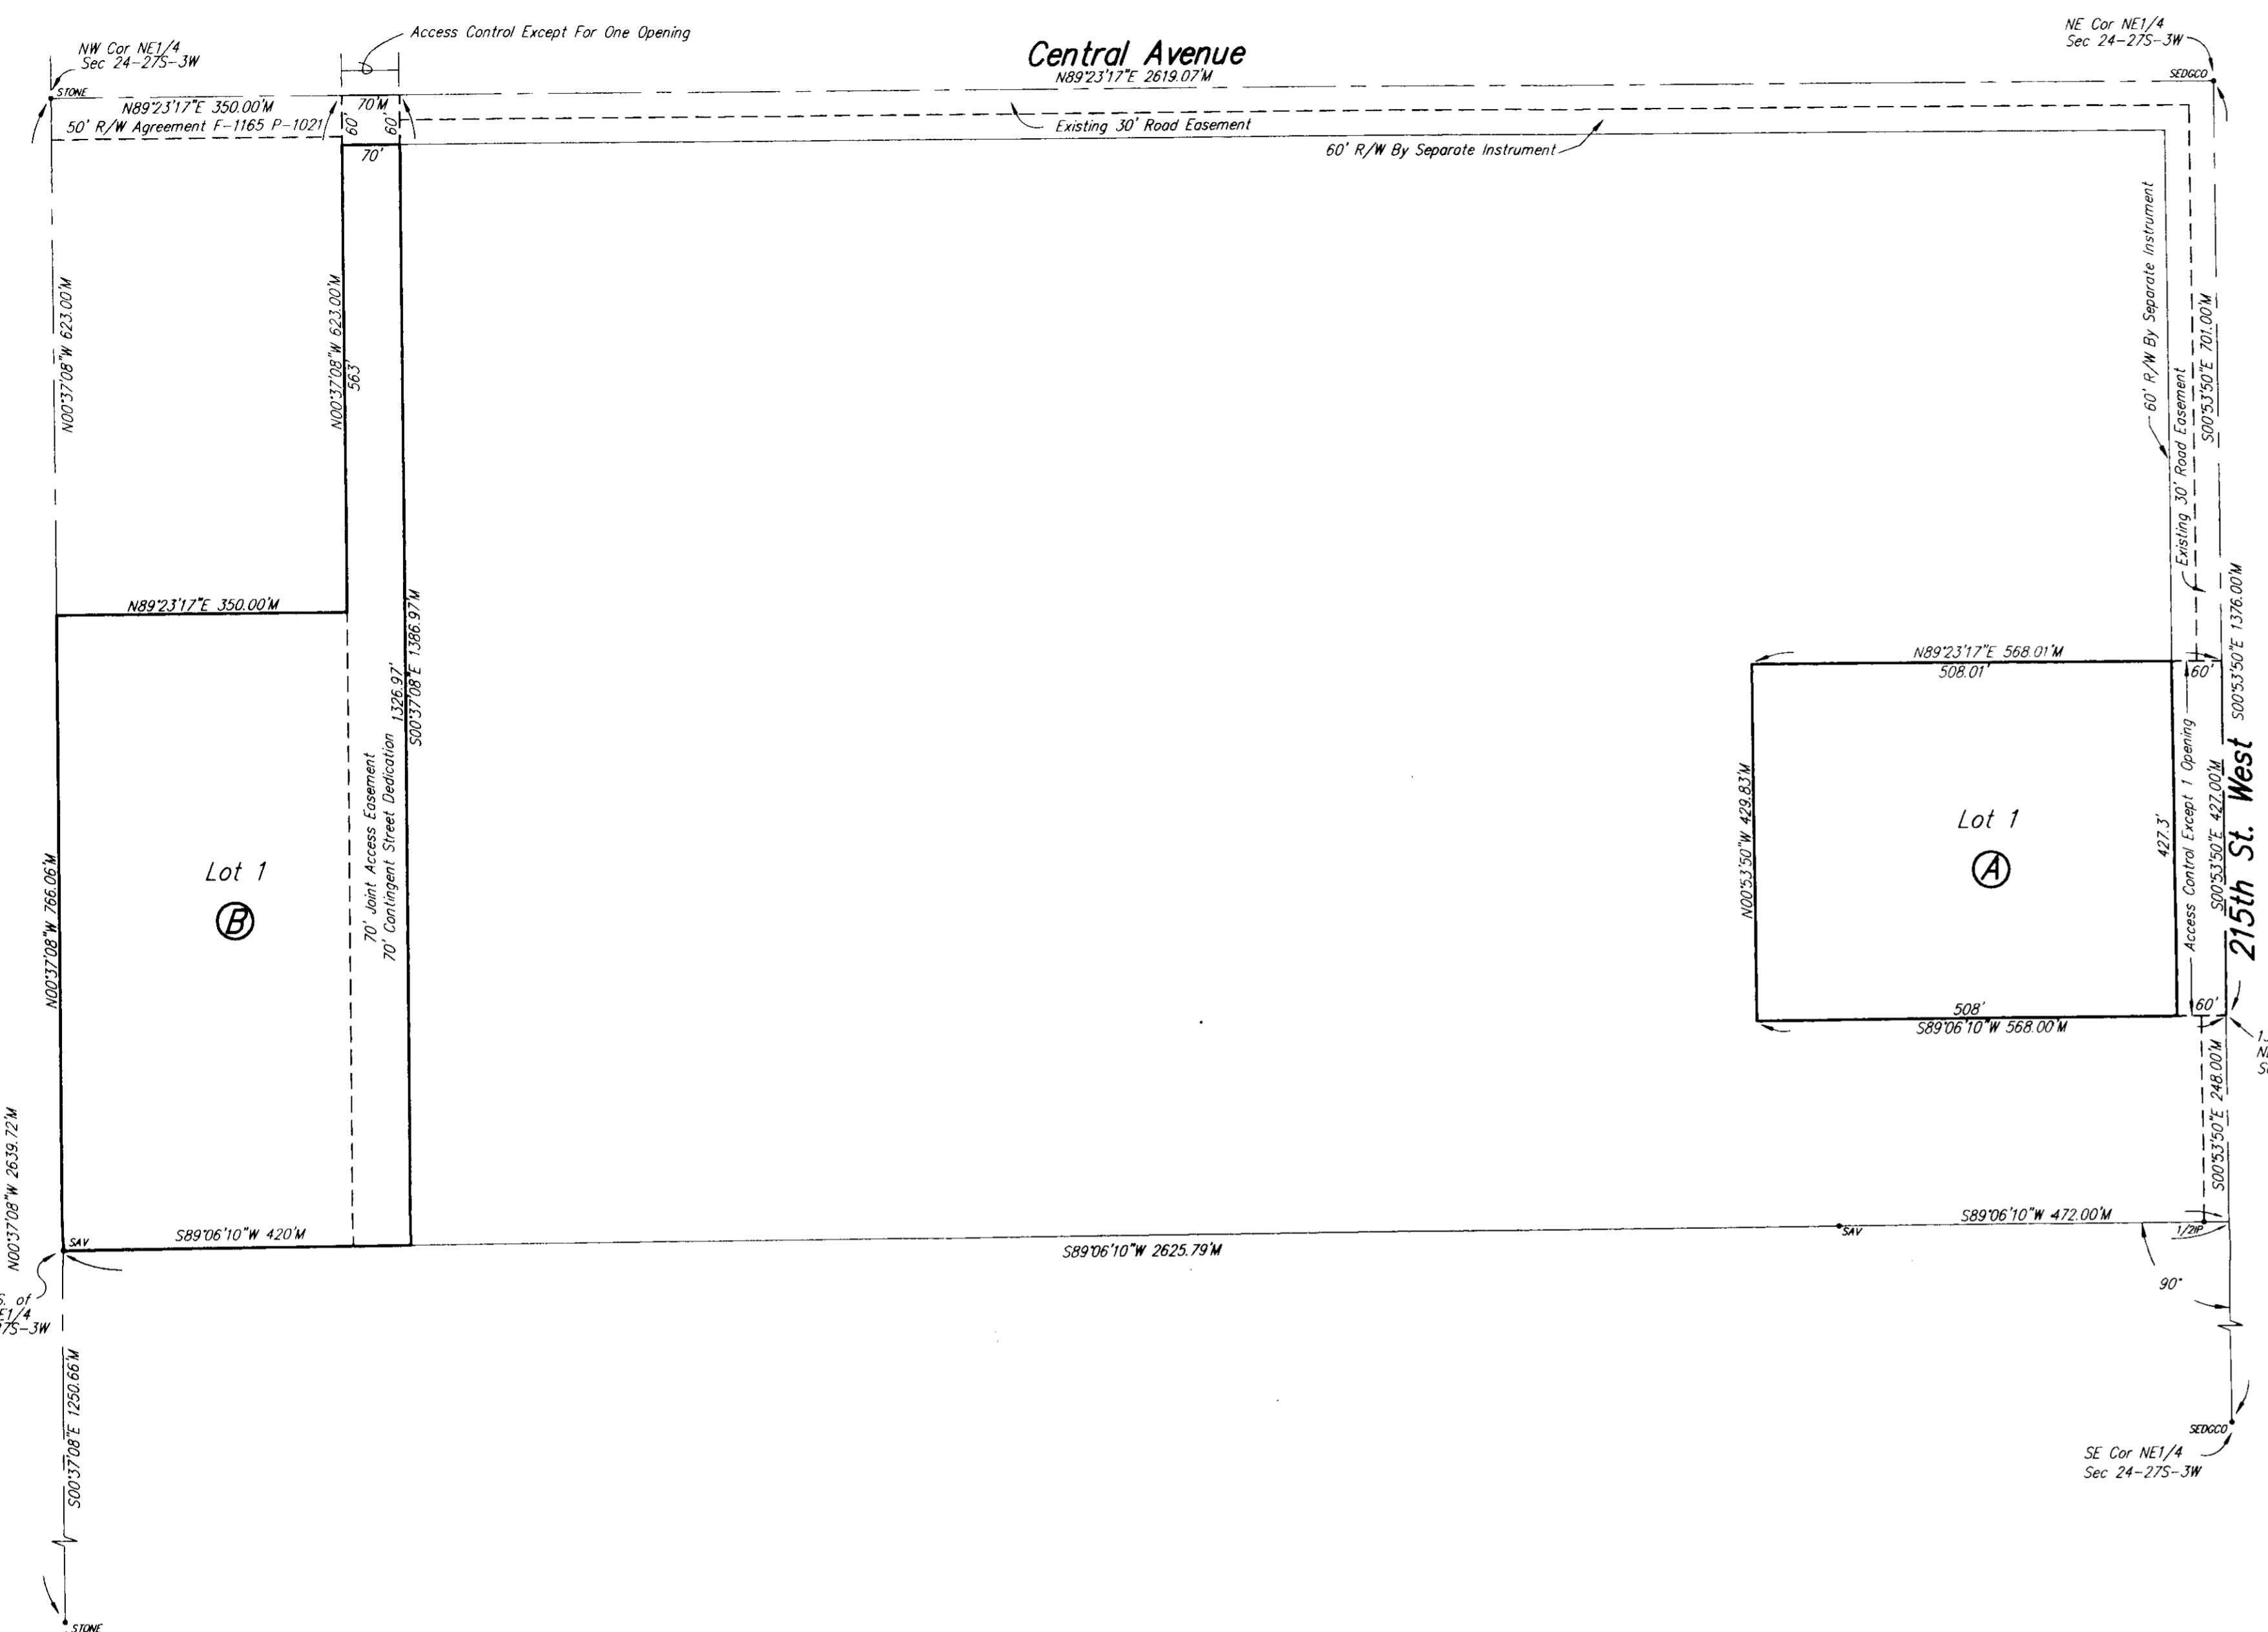 NW Cor NE1/4
Sec 24-27S-3W
Access Control Except For One Opening
Central Avenue
N89°23'17"E 2619.07'M
NE Cor NE1/4
Sec 24-27S-3W
SEDGCO
STONE
N89°23'17"E 350.00'M
50' R/W Agreement F-1165 P-1021
70'M
60'
60'
70'
Existing 30' Road Easement
60' R/W By Separate Instrument
60' R/W By Separate Instrument
Existing 30' Road Easement
S00°53'50"E 701.00'M
N00°37'08"W 623.00'M
N00°37'08"W 623.00'M
563'
N89°23'17"E 350.00'M
S00°37'08"E 1386.97'M
1326.97'
70' Joint Access Easement
70' Contingent Street Dedication
N00°37'08"W 766.06'M
Lot 1
B
N89°23'17"E 568.01'M
508.01'
60'
N00°53'50"W 429.83'M
Lot 1
A
427.3'
Access Control Except 1 Opening
S00°53'50"E 427.00'M
S00°53'50"E 1376.00'M
215th St. West
508'
S89°06'10"W 568.00'M
60'
S00°53'50"E 248.00'M
N00°37'08"W 2639.72'M
SAV
S89°06'10"W 420'M
S89°06'10"W 2625.79'M
SAV
S89°06'10"W 472.00'M
1/2IP
90°
of
E1/4
7S-3W
S00°37'08"E 1250.66'M
STONE
SEDGCO
SE Cor NE1/4
Sec 24-27S-3W